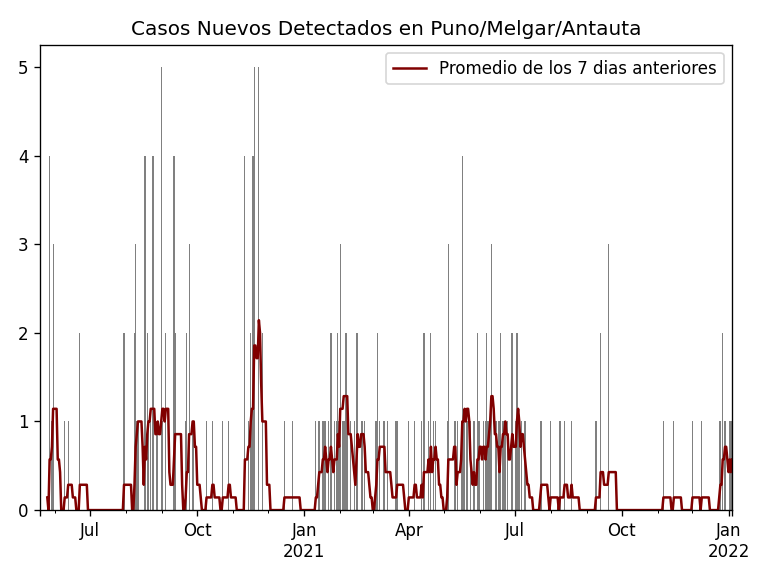 Casos Nuevos Detectados en Puno/Melgar/Antauta
Promedio de los 7 dias anteriores
5
4
3
2
1
0
Jul
Oct
Jan
2021
Apr
Jul
Oct
Jan
2022